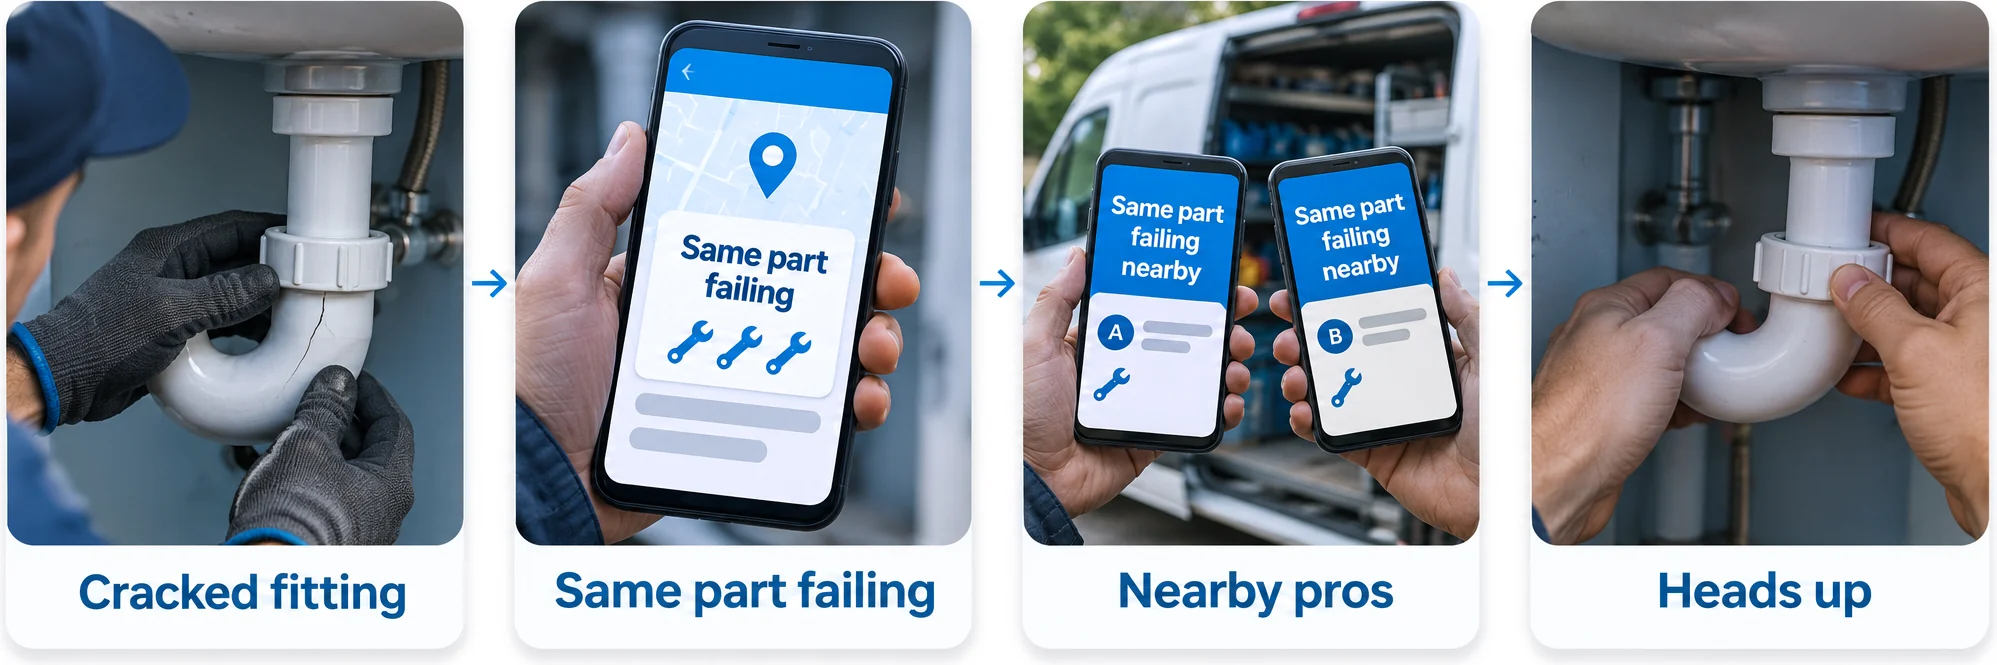 Same part
failing
Same part
failing
nearby
A
Same part
failing
nearby
B
Cracked fitting
Same part failing
Nearby pros
Heads up